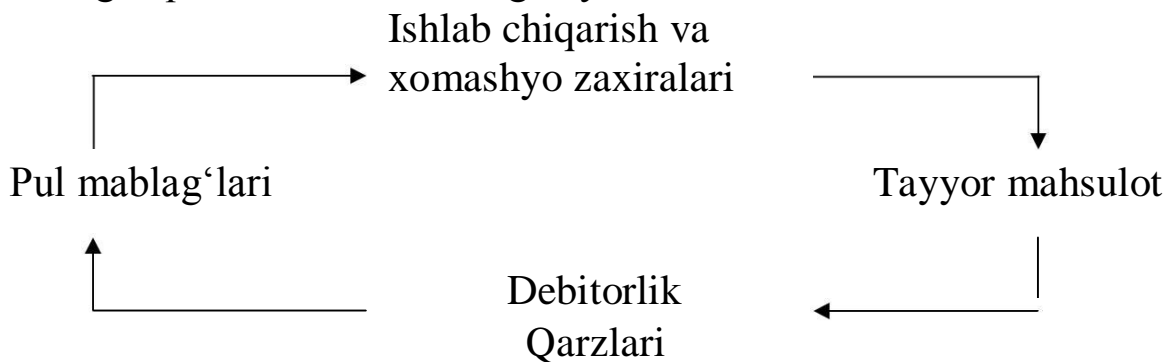 Ishlab chiqarish va
xomashyo zaxiralari
Pul mablag‘lari
Tayyor mahsulot
Debitorlik
Qarzlari